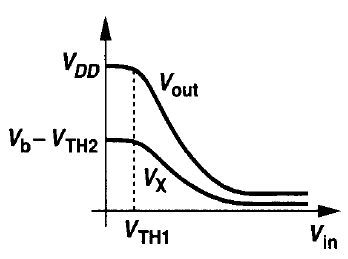 V_DD
V_out
V_b – V_TH2
V_X
V_TH1
V_in